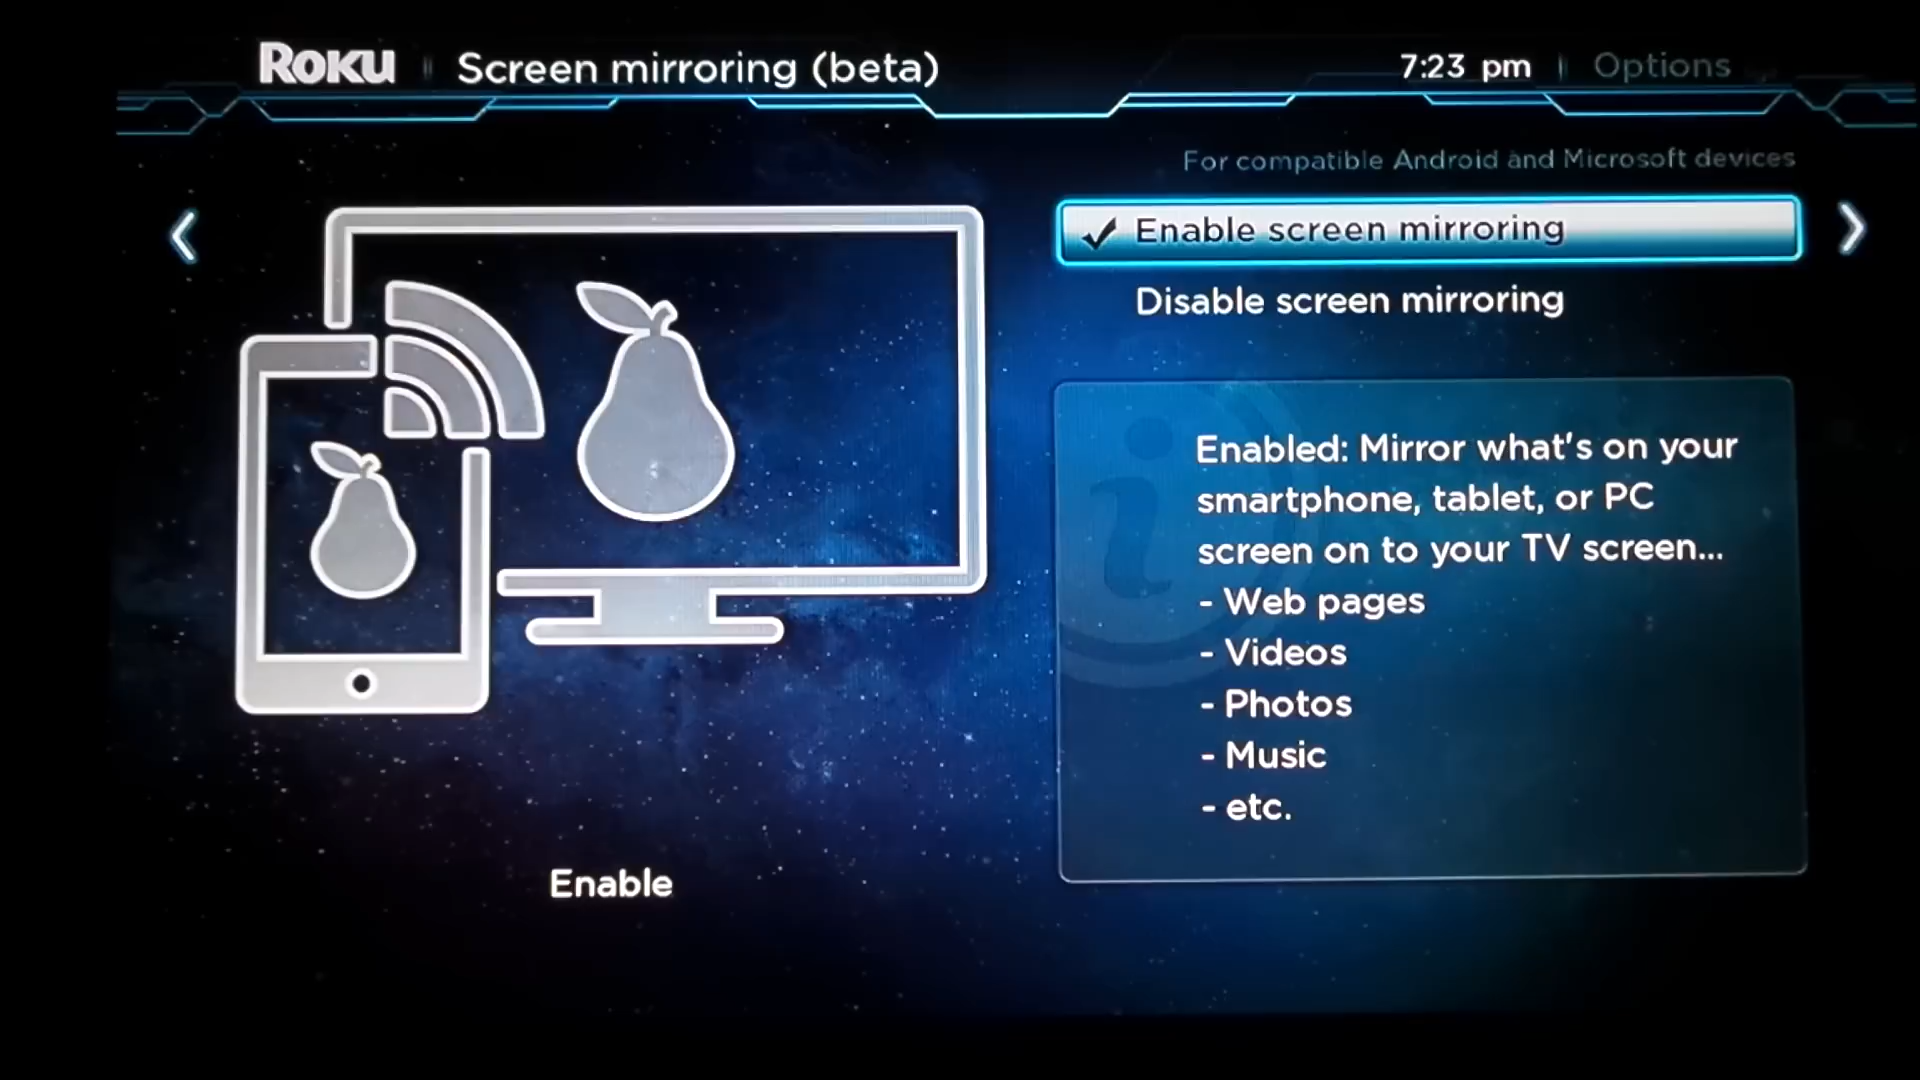 Roku
Screen mirroring (beta)
7:23 pm
Options
For compatible Android and Microsoft devices
Enable screen mirroring
Disable screen mirroring
Enabled: Mirror what's on your
smartphone, tablet, or PC
screen on to your TV screen...
- Web pages
- Videos
- Photos
- Music
- etc.
Enable